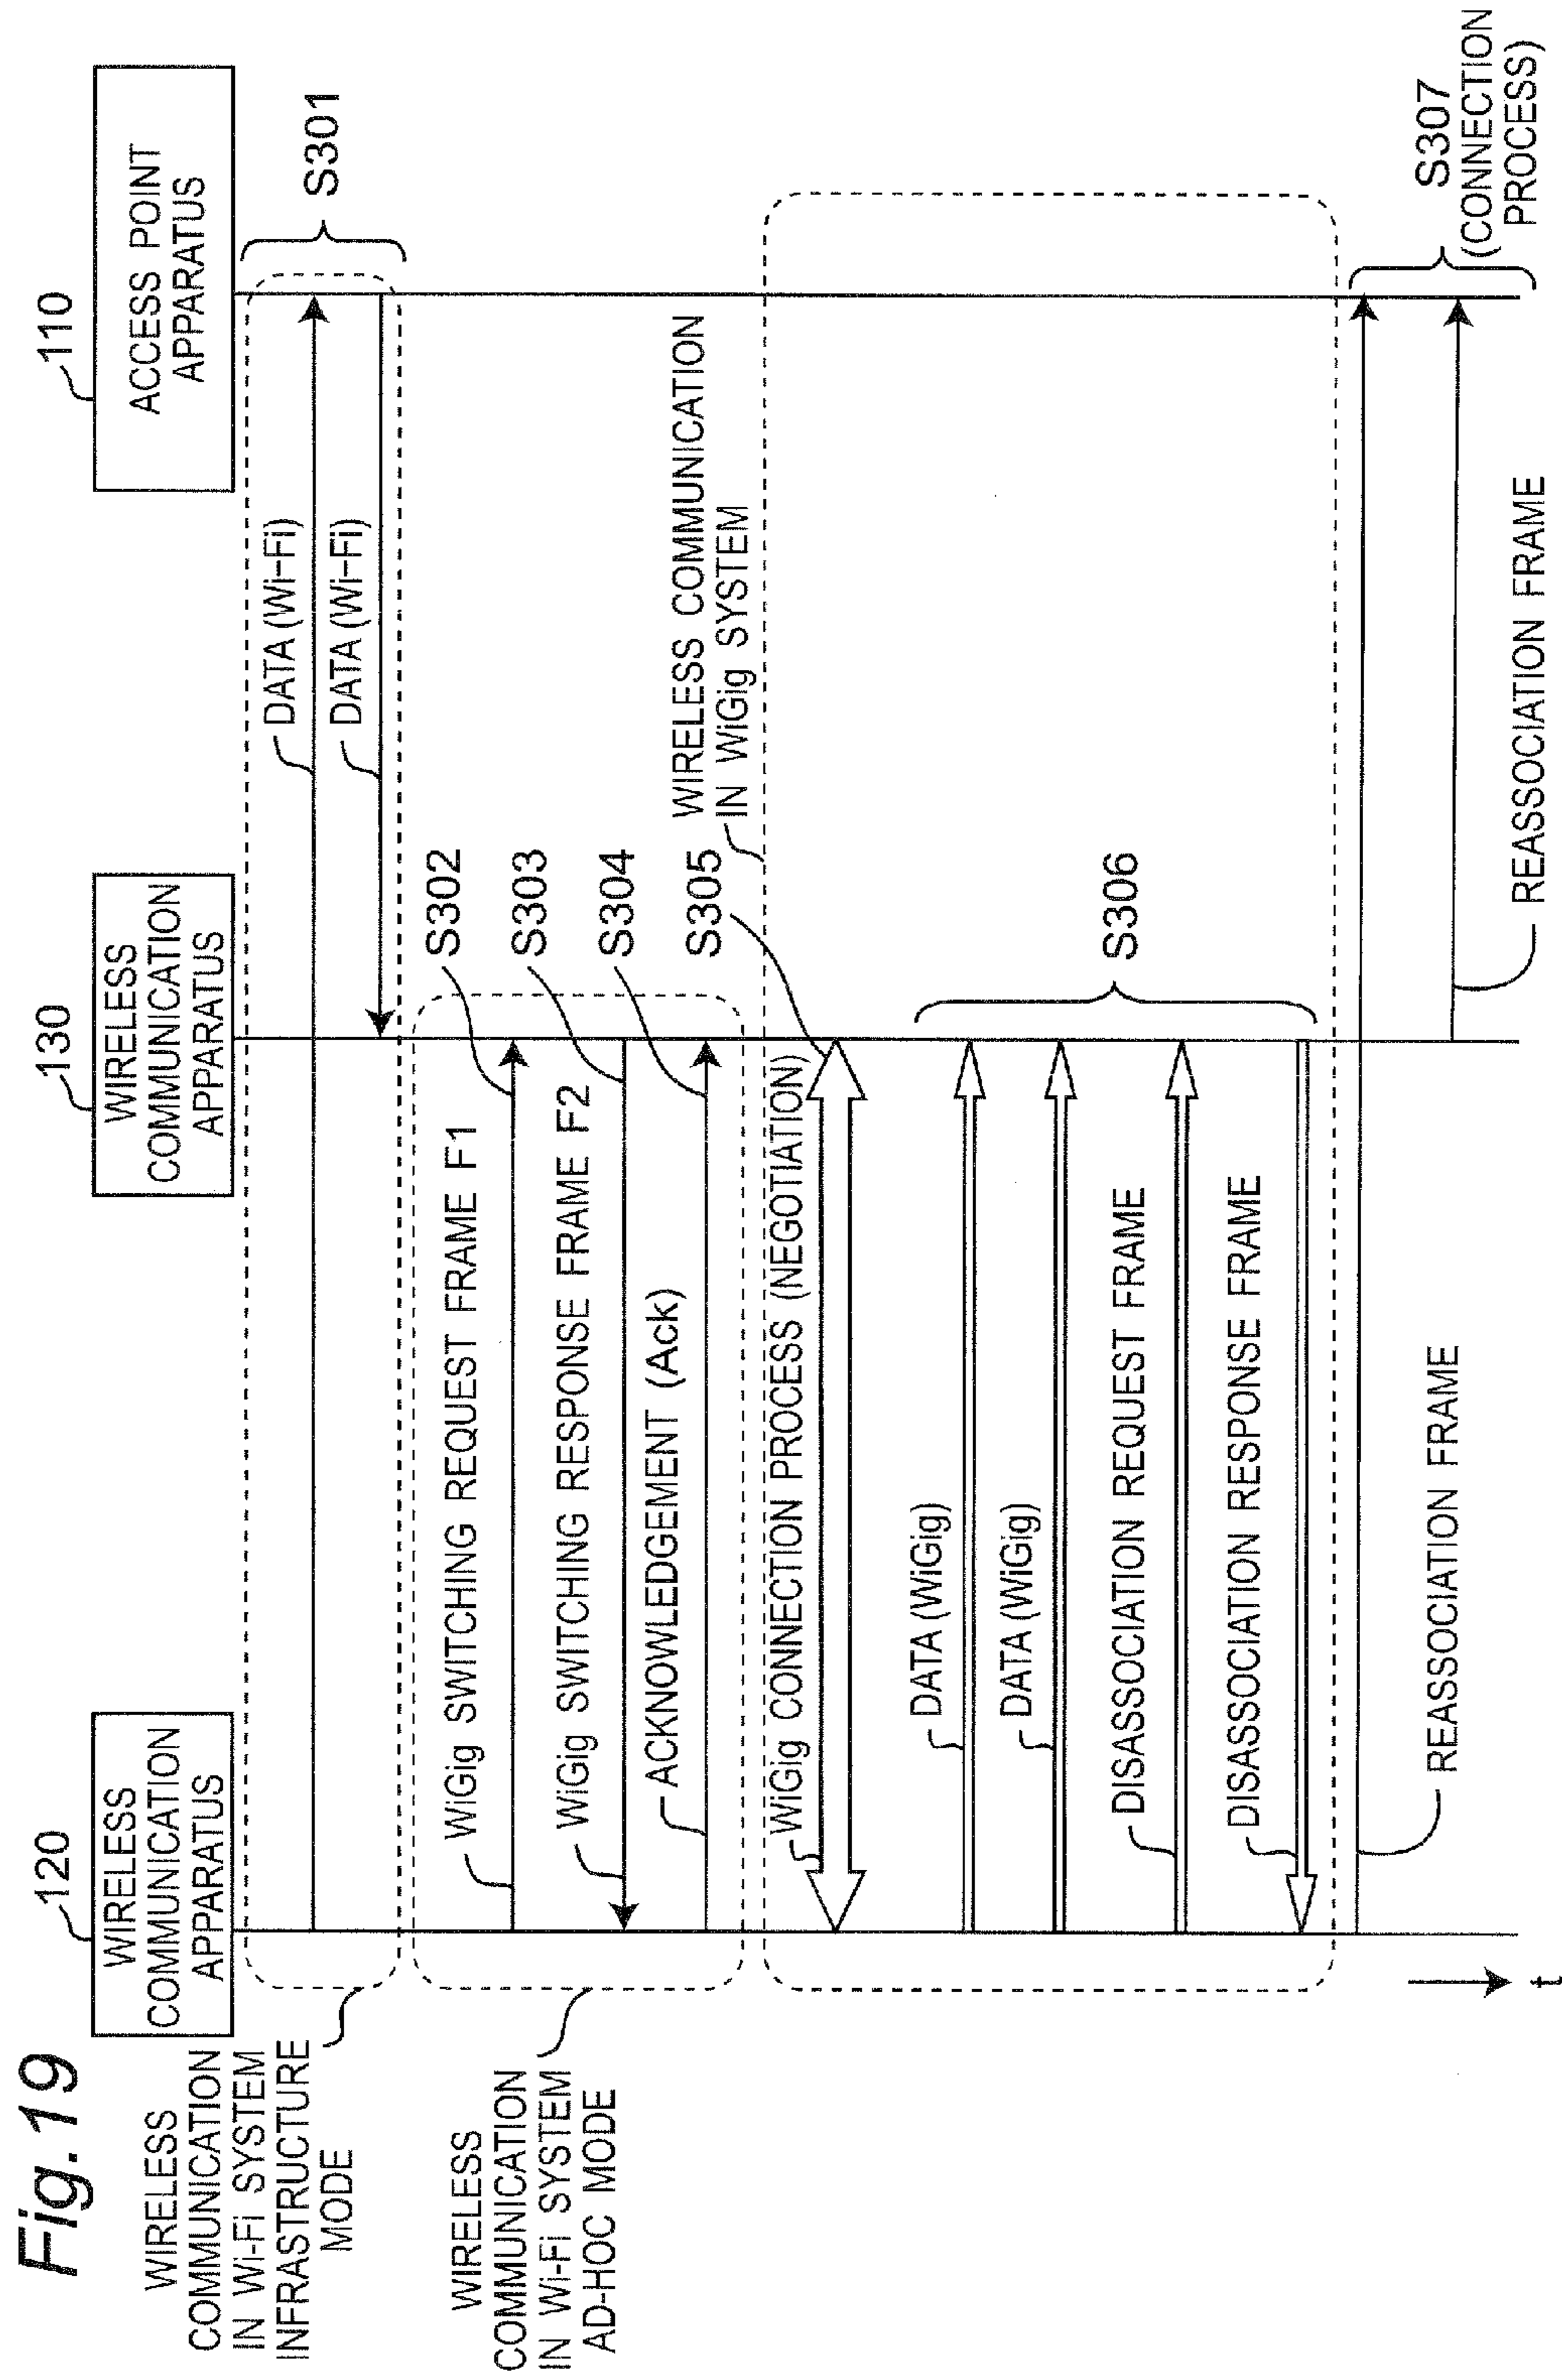 Fig.19
120
WIRELESS
COMMUNICATION
APPARATUS
130
WIRELESS
COMMUNICATION
APPARATUS
110
ACCESS POINT
APPARATUS
WIRELESS
COMMUNICATION
IN Wi-Fi SYSTEM
INFRASTRUCTURE
MODE
DATA (Wi-Fi)
DATA (Wi-Fi)
S301
WIRELESS
COMMUNICATION
IN Wi-Fi SYSTEM
AD-HOC MODE
WiGig SWITCHING REQUEST FRAME F1
S302
WiGig SWITCHING RESPONSE FRAME F2
S303
ACKNOWLEDGEMENT (Ack)
S304
WIRELESS COMMUNICATION
IN WiGig SYSTEM
WiGig CONNECTION PROCESS (NEGOTIATION)
S305
DATA (WiGig)
DATA (WiGig)
DISASSOCIATION REQUEST FRAME
DISASSOCIATION RESPONSE FRAME
S306
REASSOCIATION FRAME
REASSOCIATION FRAME
S307
(CONNECTION
PROCESS)
t